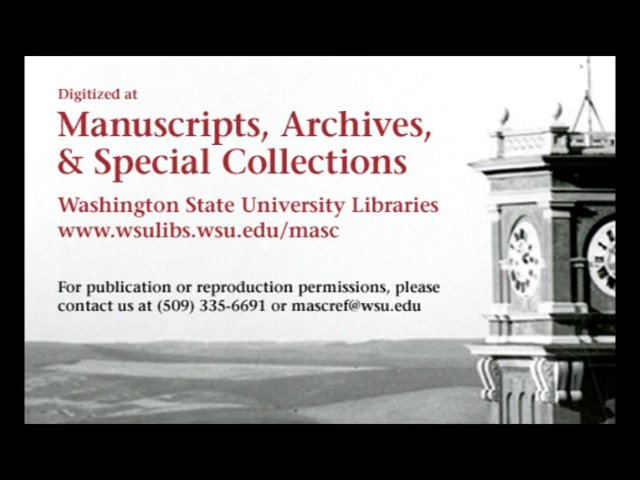 Digitized at
Manuscripts, Archives,
& Special Collections
Washington State University Libraries
www.wsulibs.wsu.edu/masc
For publication or reproduction permissions, please
contact us at (509) 335-6691 or mascref@wsu.edu